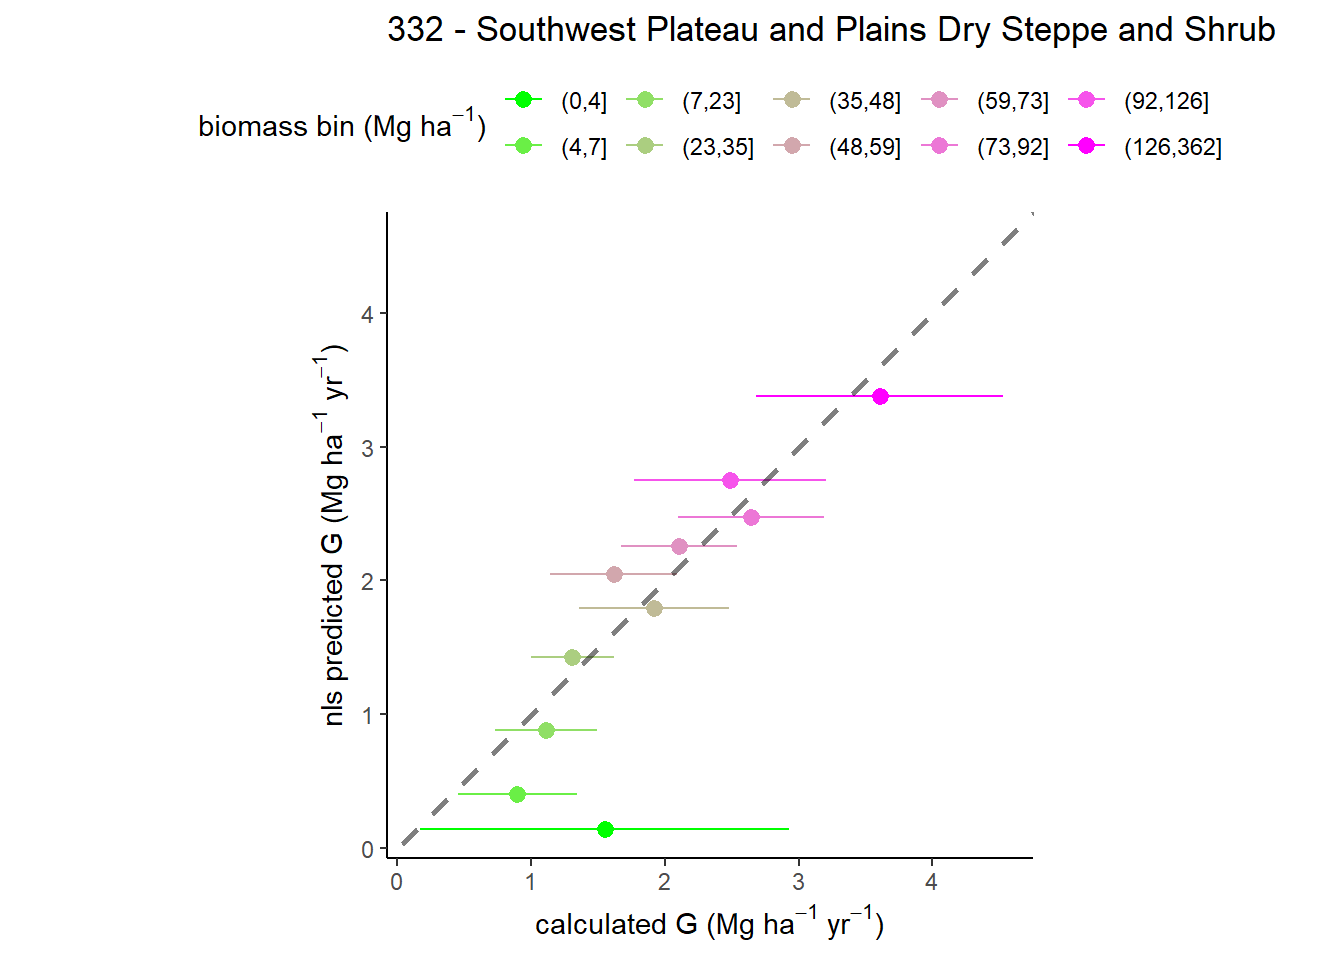 332 - Southwest Plateau and Plains Dry Steppe and Shrub
biomass bin (Mg ha⁻¹)
(0,4] (7,23] (35,48] (59,73] (92,126]
(4,7] (23,35] (48,59] (73,92] (126,362]
nls predicted G (Mg ha⁻¹ yr⁻¹)
4
3
2
1
0
0 1 2 3 4
calculated G (Mg ha⁻¹ yr⁻¹)